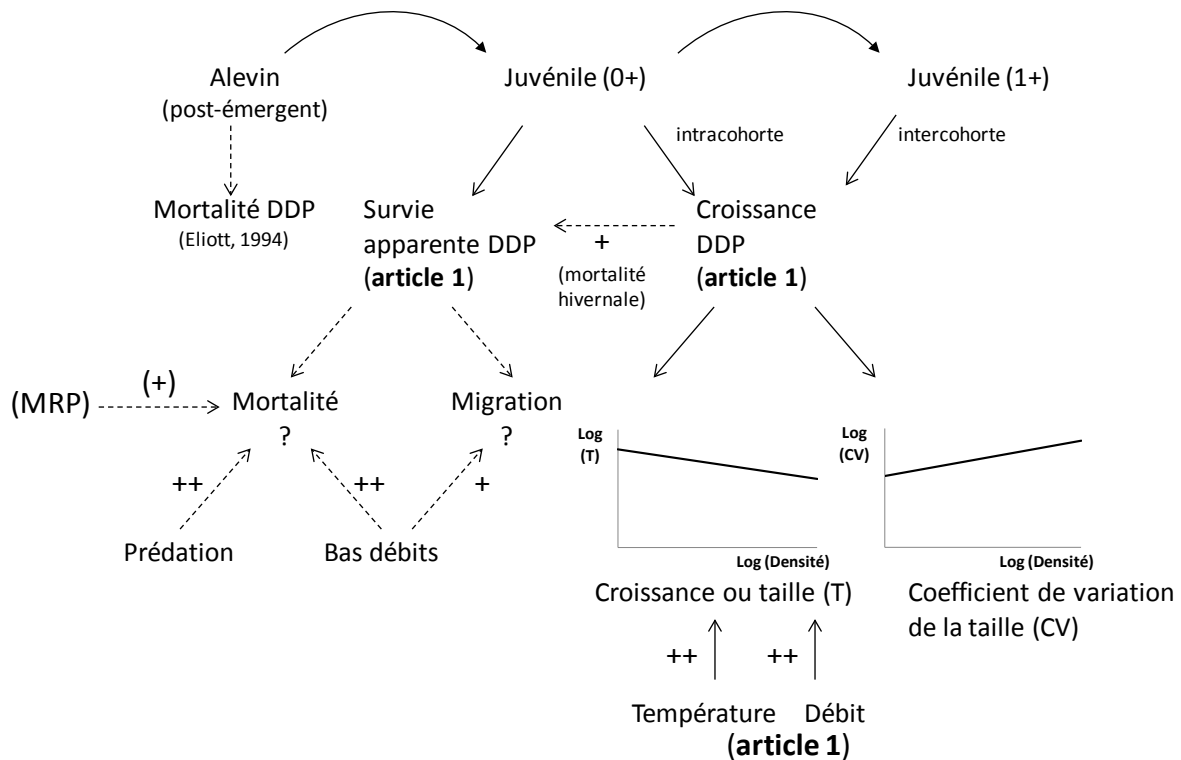 Alevin
(post-émergent)
Juvénile (0+)
Juvénile (1+)
intracohorte
intercohorte
Mortalité DDP
(Eliott, 1994)
Survie
apparente DDP
(article 1)
+
(mortalité
hivernale)
Croissance
DDP
(article 1)
(MRP)
(+)
Mortalité
?
Migration
?
++
++
+
Prédation
Bas débits
Log
(T)
Log (Densité)
Croissance ou taille (T)
Log
(CV)
Log (Densité)
Coefficient de variation
de la taille (CV)
++
++
Température
Débit
(article 1)